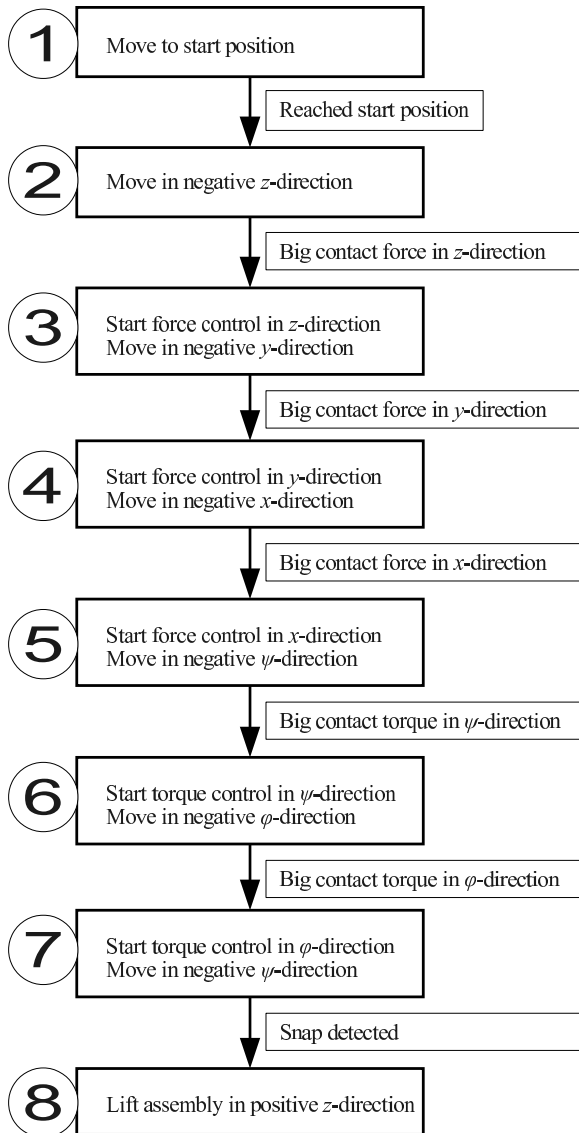 1
Move to start position
Reached start position
2
Move in negative z-direction
Big contact force in z-direction
3
Start force control in z-direction
Move in negative y-direction
Big contact force in y-direction
4
Start force control in y-direction
Move in negative x-direction
Big contact force in x-direction
5
Start force control in x-direction
Move in negative ψ-direction
Big contact torque in ψ-direction
6
Start torque control in ψ-direction
Move in negative φ-direction
Big contact torque in φ-direction
7
Start torque control in φ-direction
Move in negative ψ-direction
Snap detected
8
Lift assembly in positive z-direction